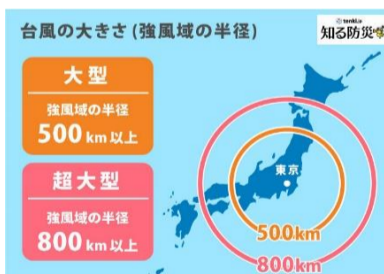 台風の大きさ(強風域の半径)
tenki.jp
知る防災
大型
強風域の半径
500km以上
超大型
強風域の半径
800km以上
東京
500km
800km